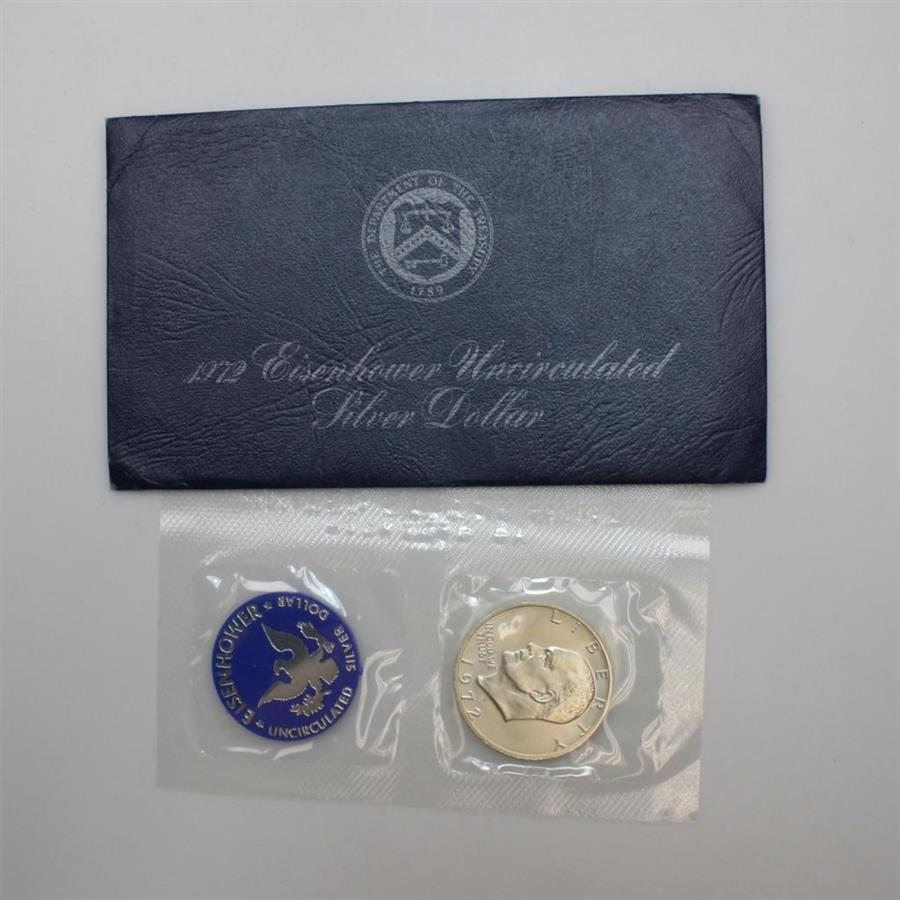 THE DEPARTMENT OF THE TREASURY
1789
1972 Eisenhower Uncirculated
Silver Dollar
EISENHOWER
SILVER DOLLAR
UNCIRCULATED
LIBERTY
IN GOD WE
TRUST
1972